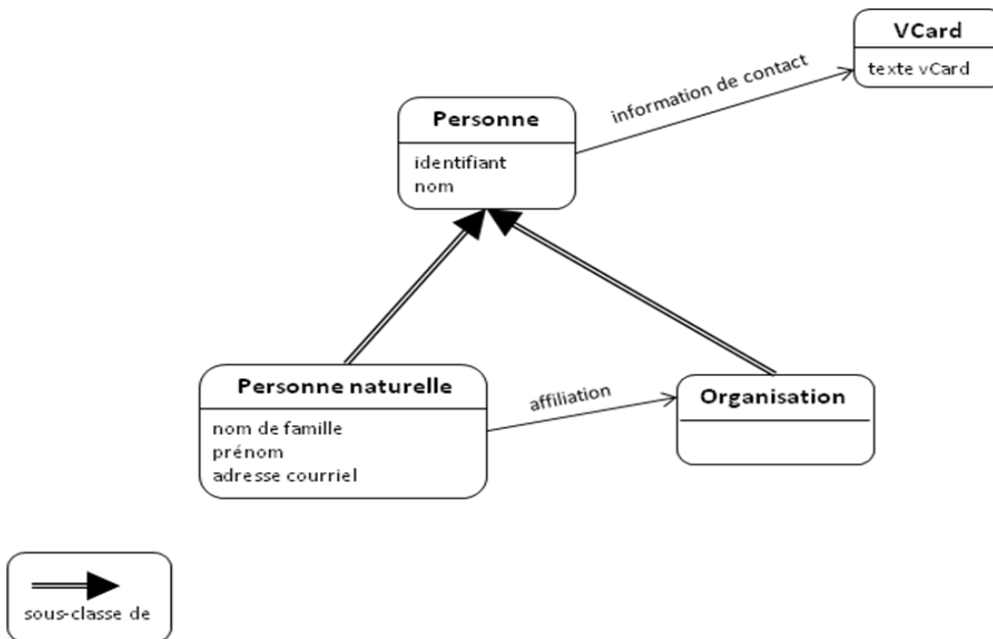 VCard
texte vCard
information de contact
Personne
identifiant
nom
Personne naturelle
nom de famille
prénom
adresse courriel
affiliation
Organisation
sous-classe de